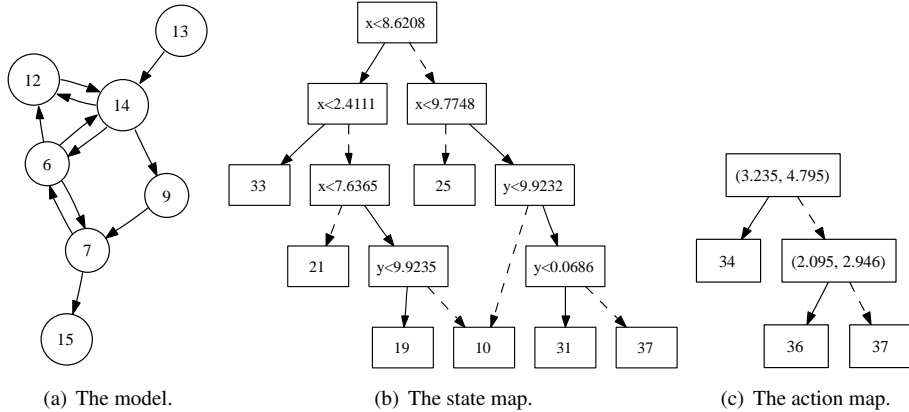 13
12
14
6
9
7
15
(a) The model.
x<8.6208
x<2.4111
x<9.7748
33
x<7.6365
25
y<9.9232
21
y<9.9235
y<0.0686
19
10
31
37
(b) The state map.
(3.235, 4.795)
34
(2.095, 2.946)
36
37
(c) The action map.